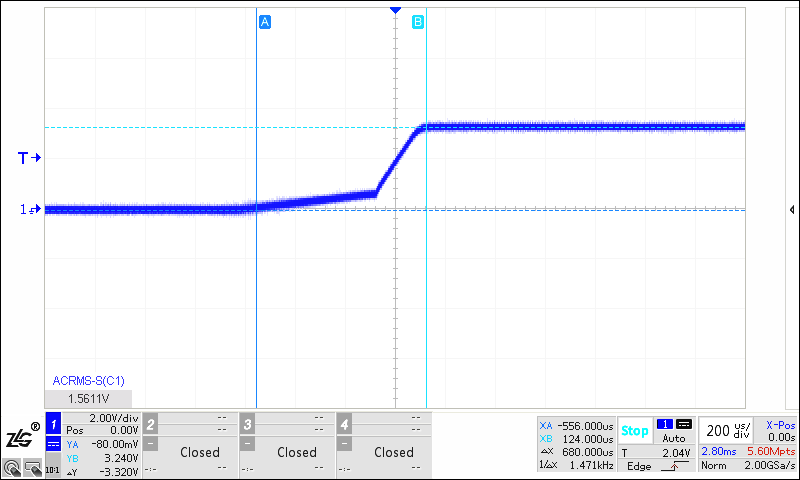 A
B
T
1
ACRMS-S(C1)
1.5611V
ZLG®
1 2.00V/div
Pos 0.00V
YA -80.00mV
YB 3.240V
△Y -3.320V
10:1
2 --
--
Closed
-:- --
3 --
--
Closed
-:- --
4 --
--
Closed
-:- --
XA -556.000us
XB 124.000us
△X 680.000us
1/△X 1.471kHz
Stop 1 Auto
T 2.04V
Edge
200 us/div
X-Pos
0.00s
2.80ms 5.60Mpts
Norm 2.00GSa/s